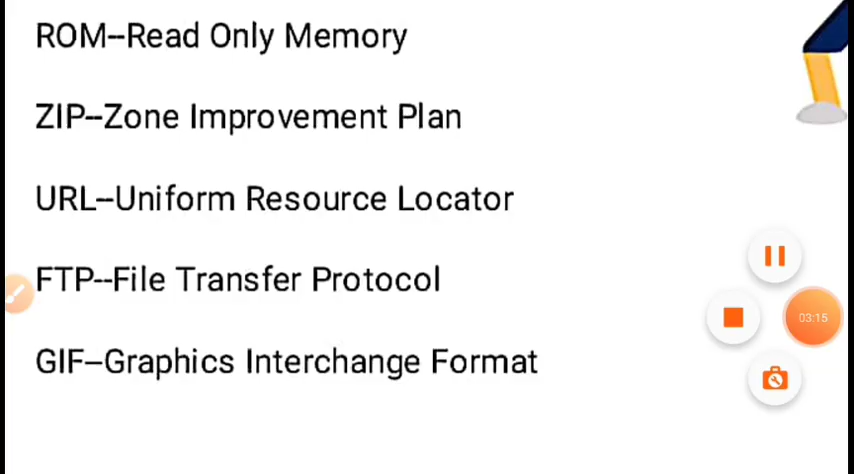 ROM--Read Only Memory
ZIP--Zone Improvement Plan
URL--Uniform Resource Locator
FTP--File Transfer Protocol
03:15
GIF--Graphics Interchange Format